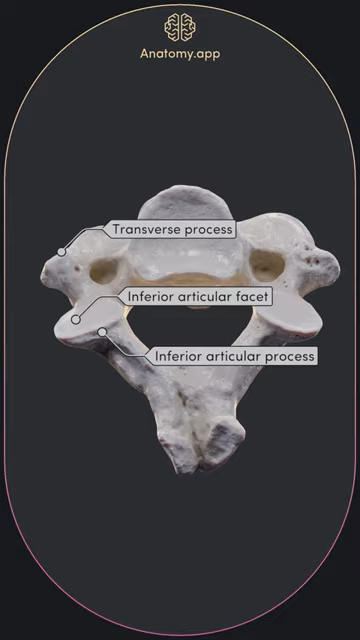 Anatomy.app
Transverse process
Inferior articular facet
Inferior articular process